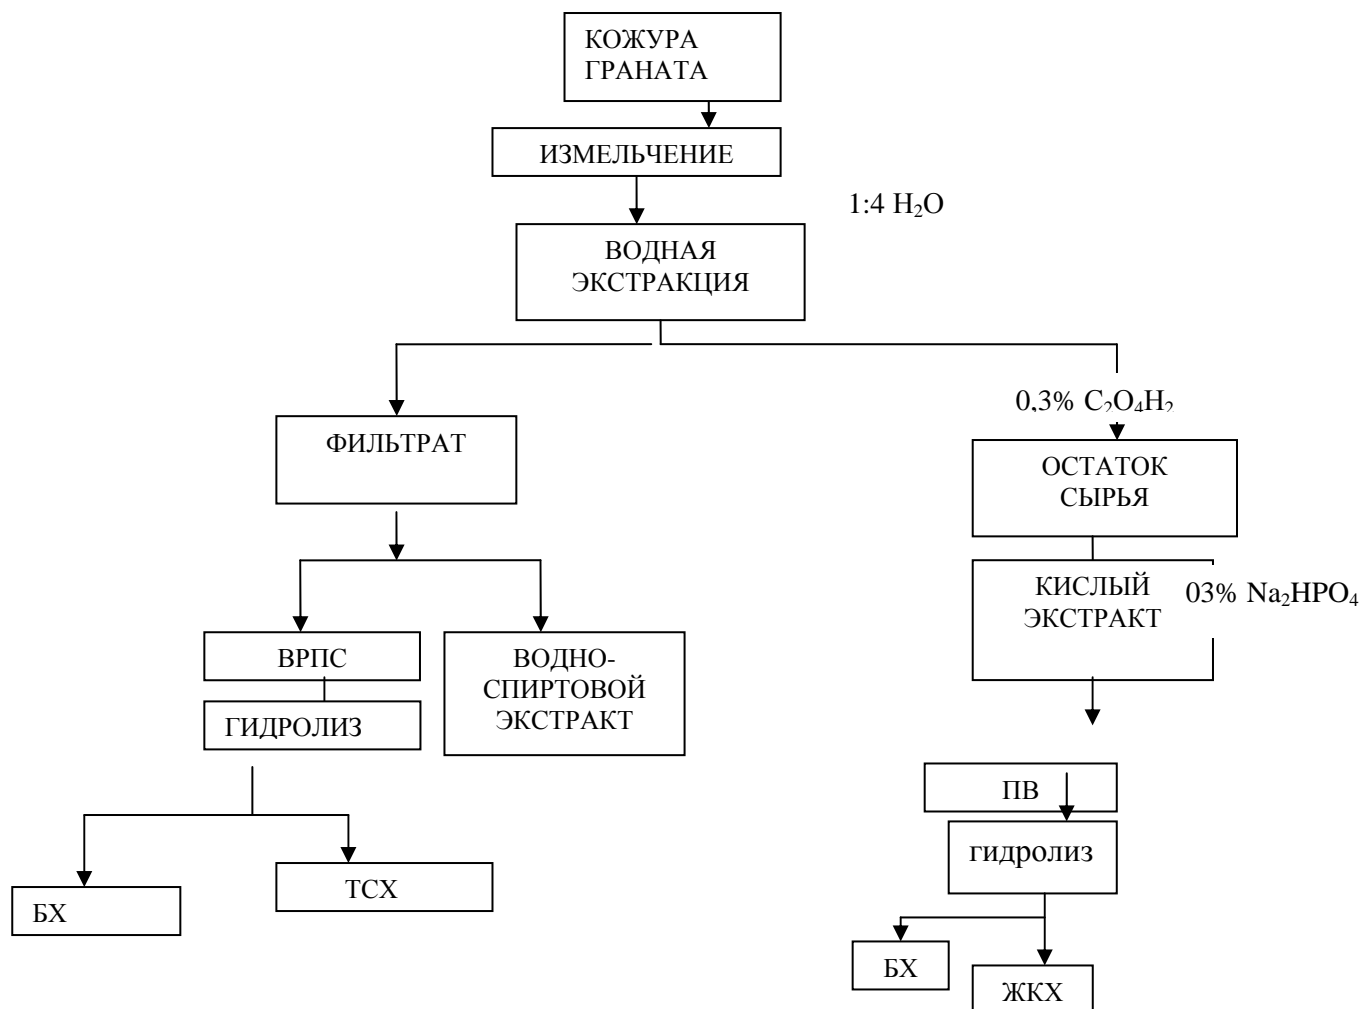 КОЖУРА
ГРАНАТА
ИЗМЕЛЬЧЕНИЕ
1:4 H₂O
ВОДНАЯ
ЭКСТРАКЦИЯ
ФИЛЬТРАТ
0,3% C₂O₄H₂
ОСТАТОК
СЫРЬЯ
КИСЛЫЙ
ЭКСТРАКТ
03% Na₂HPO₄
ВРПС
ВОДНО-
СПИРТОВОЙ
ЭКСТРАКТ
ГИДРОЛИЗ
ПВ
гидролиз
БХ
ТСХ
БХ
ЖКХ